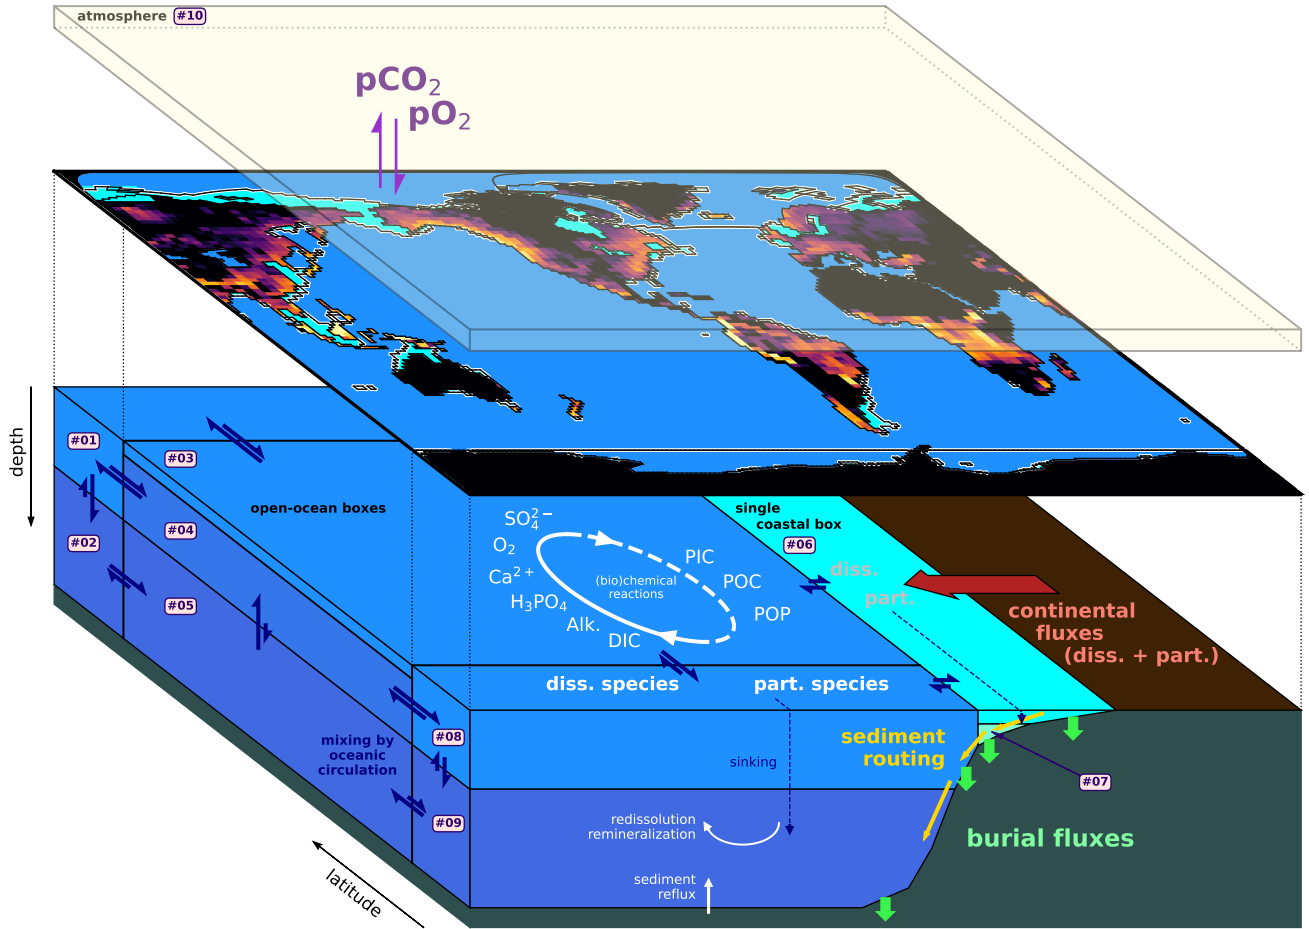 atmosphere #10
pCO₂
pO₂
depth
#01
#03
#02
#04
#05
open-ocean boxes
single
coastal box
#06
SO₄²⁻
O₂
Ca²⁺
H₃PO₄
Alk.
DIC
(bio)chemical
reactions
PIC
POC
POP
diss.
part.
continental
fluxes
(diss. + part.)
diss. species
part. species
mixing by
oceanic
circulation
#08
#09
sediment
routing
sinking
#07
redissolution
remineralization
burial fluxes
sediment
reflux
latitude